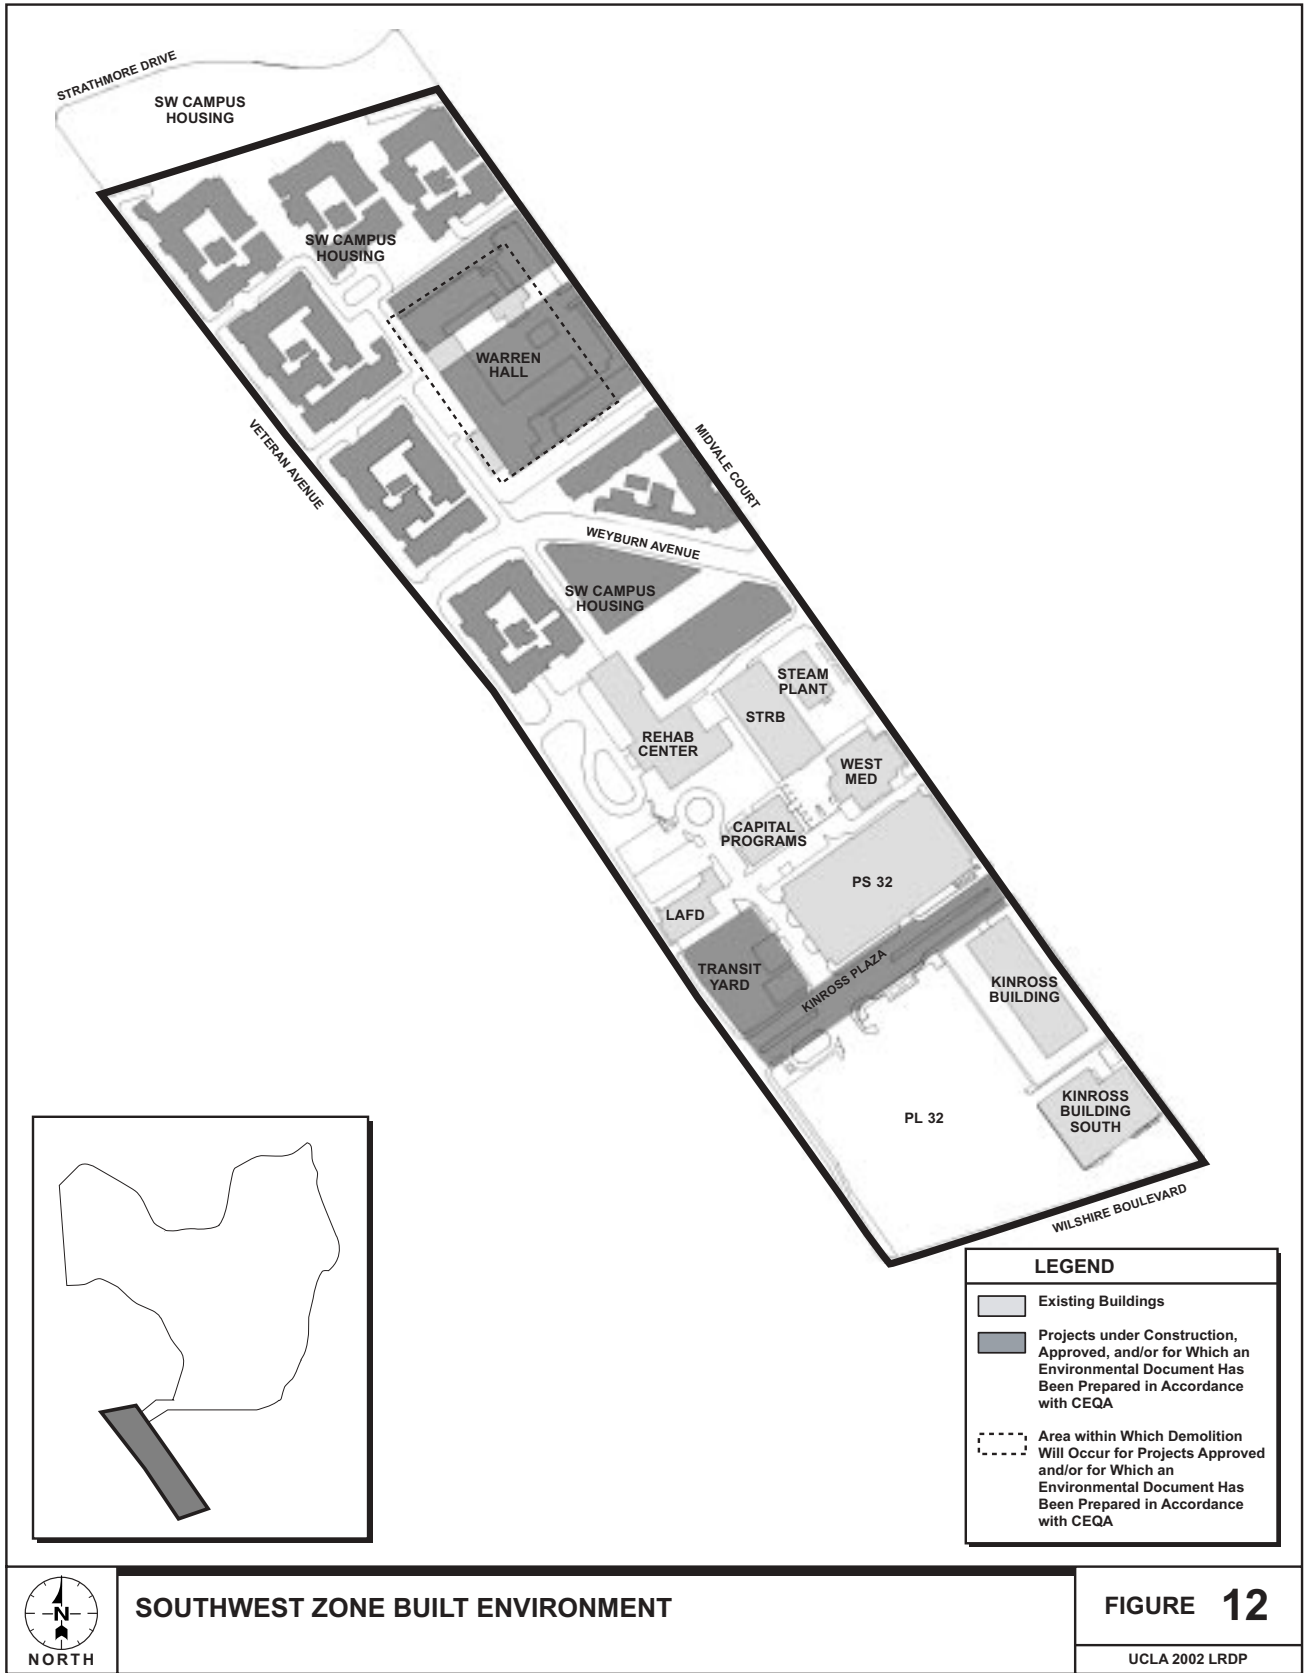 STRATHMORE DRIVE
SW CAMPUS
HOUSING
SW CAMPUS
HOUSING
WARREN
HALL
VETERAN AVENUE
MIDVALE COURT
WEYBURN AVENUE
SW CAMPUS
HOUSING
STEAM
PLANT
STRB
REHAB
CENTER
WEST
MED
CAPITAL
PROGRAMS
PS 32
LAFD
TRANSIT
YARD
KINROSS PLAZA
KINROSS
BUILDING
PL 32
KINROSS
BUILDING
SOUTH
WILSHIRE BOULEVARD
LEGEND
Existing Buildings
Projects under Construction,
Approved, and/or for Which an
Environmental Document Has
Been Prepared in Accordance
with CEQA
Area within Which Demolition
Will Occur for Projects Approved
and/or for Which an
Environmental Document Has
Been Prepared in Accordance
with CEQA
N
NORTH
SOUTHWEST ZONE BUILT ENVIRONMENT
FIGURE 12
UCLA 2002 LRDP